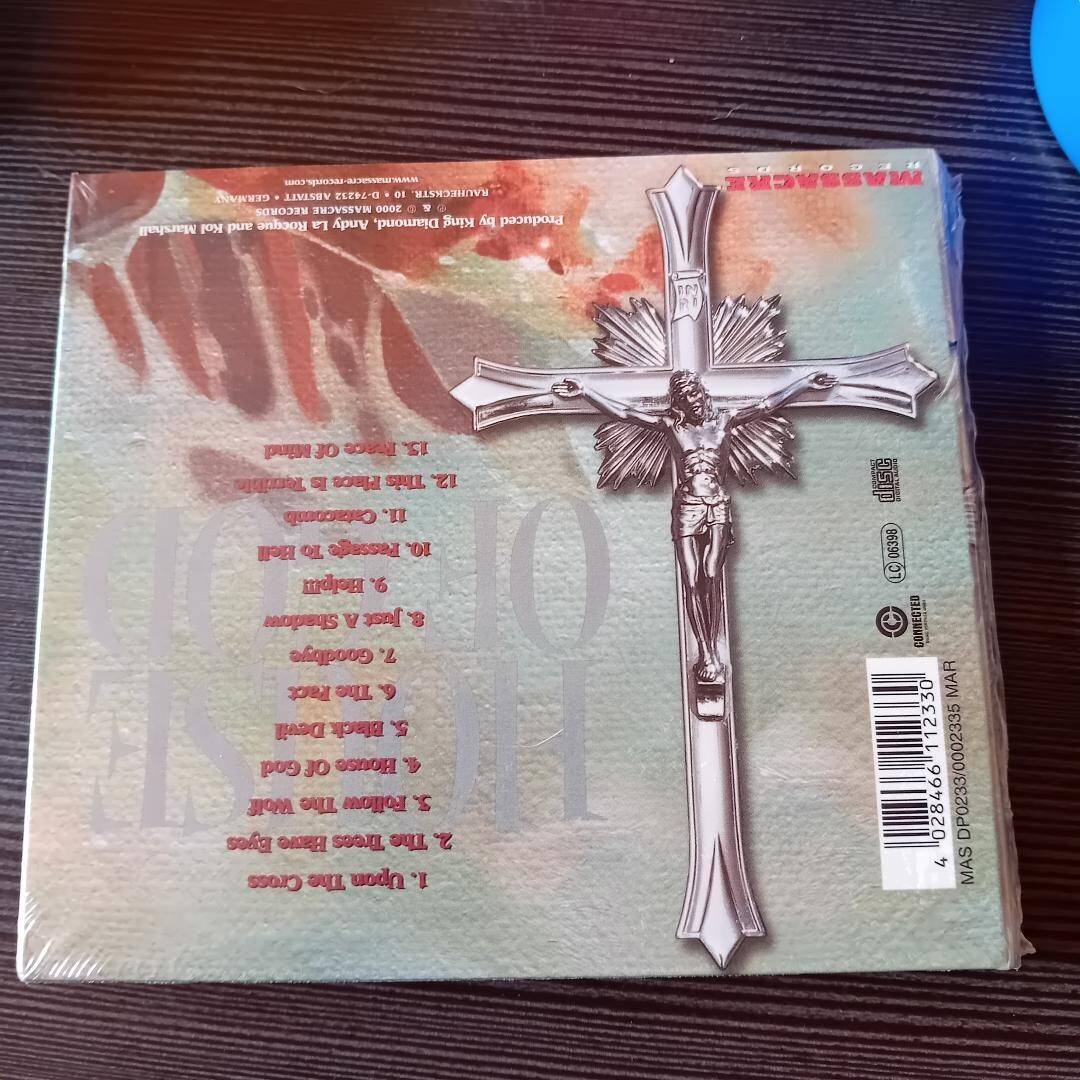 HOUSE
OF GOD
1. Upon The Cross
2. The Trees Have Eyes
3. Follow The Wolf
4. House Of God
5. Black Devil
6. The Pact
7. Goodbye
8. Just A Shadow
9. Help!!!
10. Passage To Hell
11. Catacomb
12. This Place Is Terrible
13. Peace Of Mind
Produced by King Diamond, Andy La Rocque and Kol Marshall
℗ & © 2000 MASSACRE RECORDS
RAUHECKSTR. 10 • D-74232 ABSTATT • GERMANY
www.massacre-records.com
MASSACRE
RECORDS
INRI
COMPACT
disc
DIGITAL AUDIO
LC 06398
CONNECTED
4 028466 112330
MAS DP0233/0002335 MAR